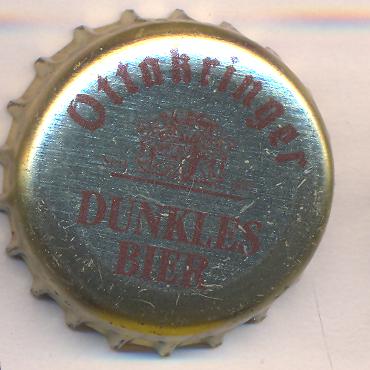 Ottakringer
DUNKLES
BIER